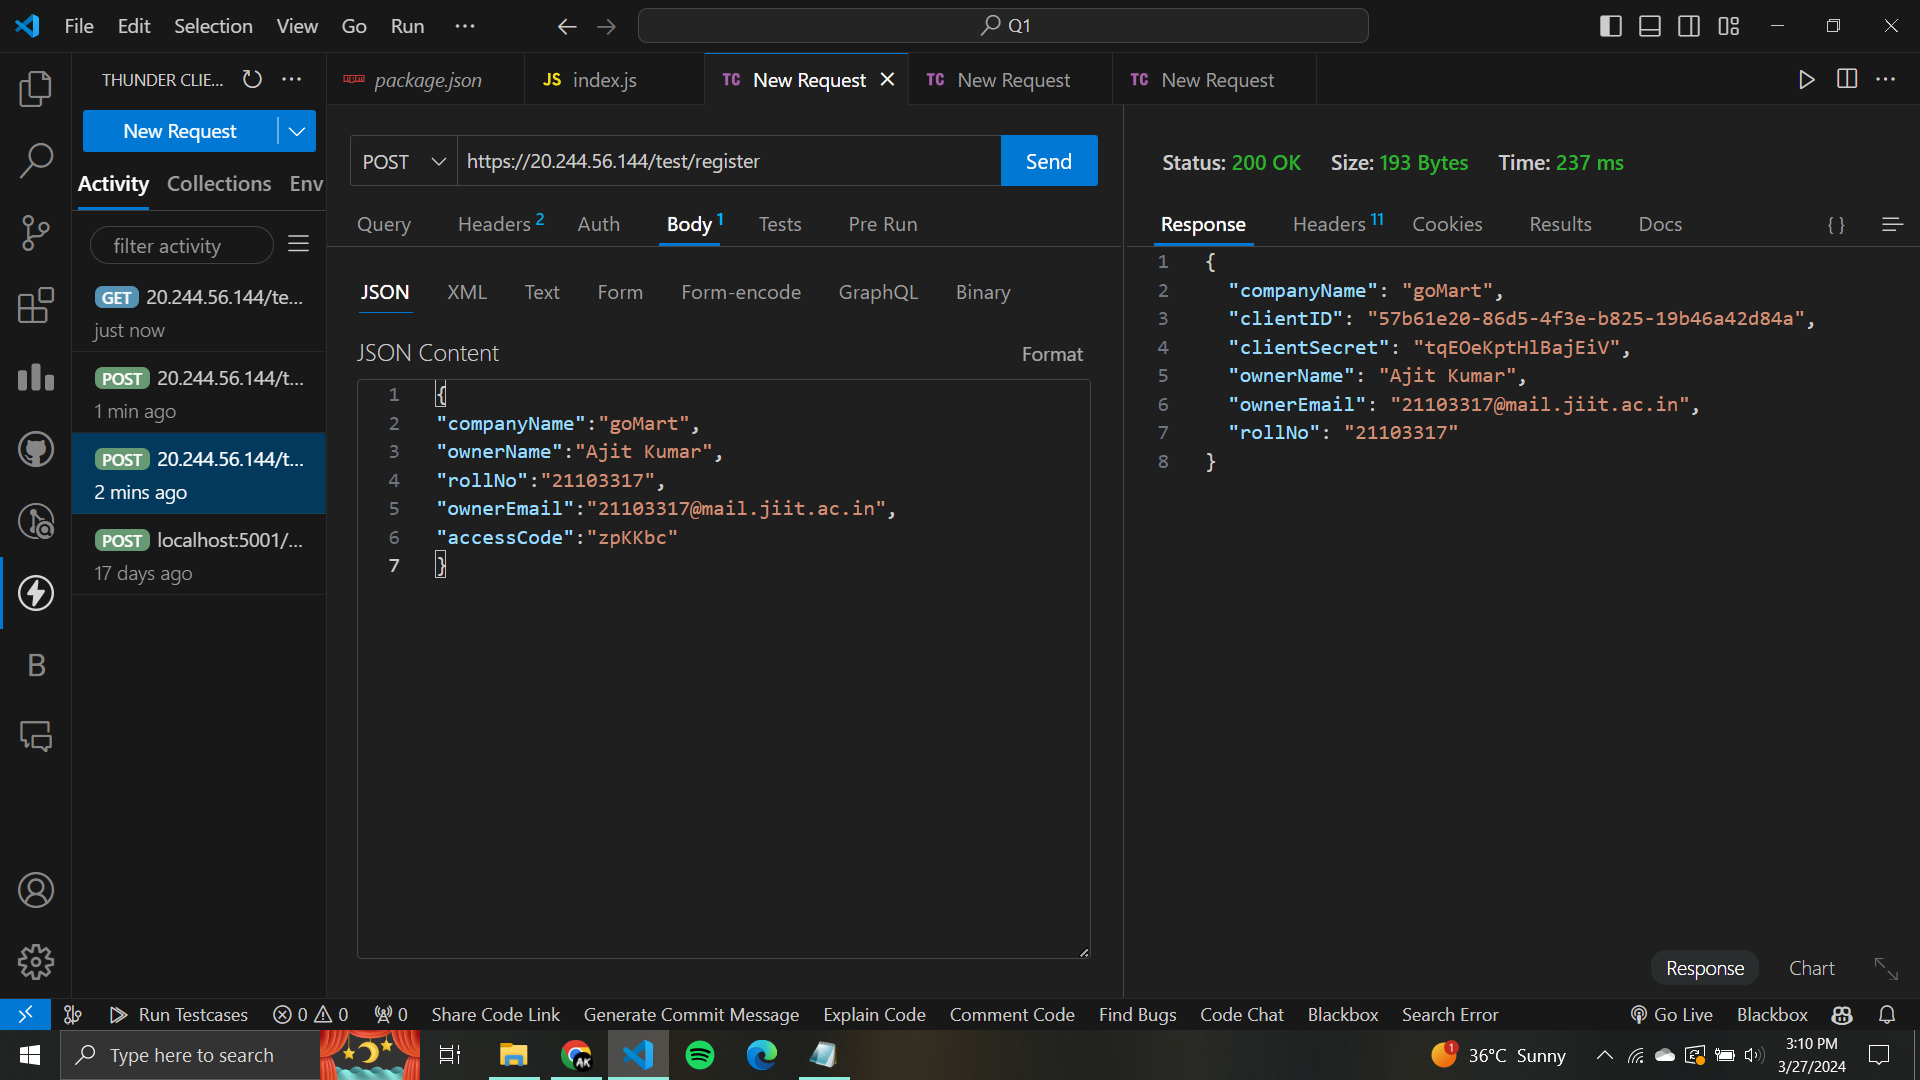 File Edit Selection View Go Run ···
Q1
THUNDER CLIE... ···
package.json
JS index.js
TC New Request
TC New Request
TC New Request
···
New Request
POST
https://20.244.56.144/test/register
Send
Status: 200 OK Size: 193 Bytes Time: 237 ms
Activity Collections Env
Query Headers 2 Auth Body 1 Tests Pre Run
Response Headers 11 Cookies Results Docs { }
filter activity
GET 20.244.56.144/te...
just now
POST 20.244.56.144/t...
1 min ago
POST 20.244.56.144/t...
2 mins ago
POST localhost:5001/...
17 days ago
JSON XML Text Form Form-encode GraphQL Binary
JSON Content Format
1 {
2 "companyName":"goMart",
3 "ownerName":"Ajit Kumar",
4 "rollNo":"21103317",
5 "ownerEmail":"21103317@mail.jiit.ac.in",
6 "accessCode":"zpKKbc"
7 }
1 {
2 "companyName": "goMart",
3 "clientID": "57b61e20-86d5-4f3e-b825-19b46a42d84a",
4 "clientSecret": "tqEOeKptHlBajEiV",
5 "ownerName": "Ajit Kumar",
6 "ownerEmail": "21103317@mail.jiit.ac.in",
7 "rollNo": "21103317"
8 }
B
Response Chart
Run Testcases 0 0 0 Share Code Link Generate Commit Message Explain Code Comment Code Find Bugs Code Chat Blackbox Search Error Go Live Blackbox
Type here to search
AK
1
36°C Sunny
3:10 PM
3/27/2024